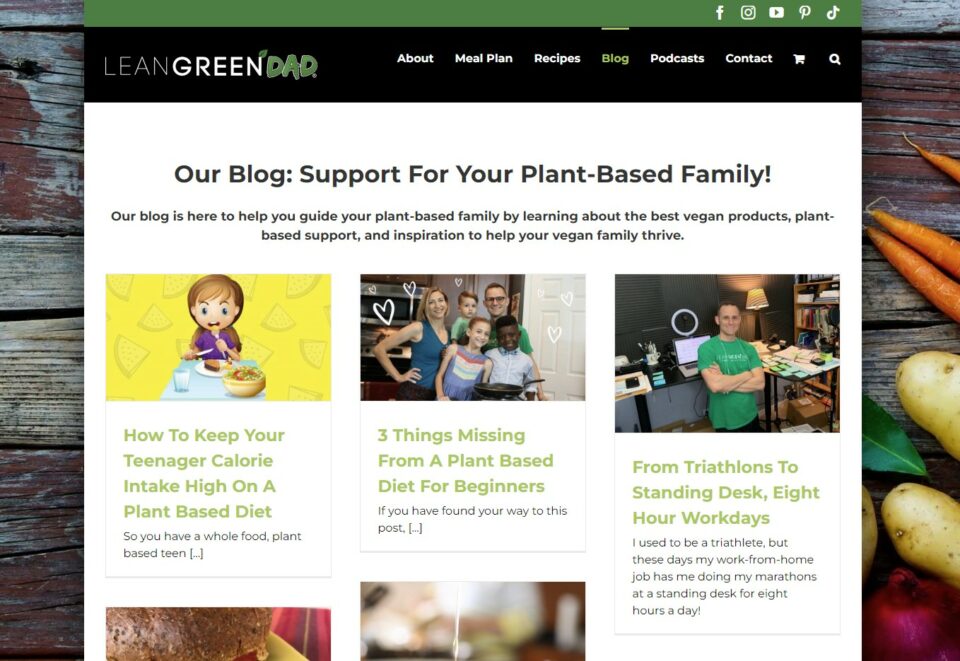 LEANGREENDAD
About Meal Plan Recipes Blog Podcasts Contact
Our Blog: Support For Your Plant-Based Family!
Our blog is here to help you guide your plant-based family by learning about the best vegan products, plant-
based support, and inspiration to help your vegan family thrive.
How To Keep Your
Teenager Calorie
Intake High On A
Plant Based Diet
So you have a whole food, plant
based teen [...]
3 Things Missing
From A Plant Based
Diet For Beginners
If you have found your way to this
post, [...]
From Triathlons To
Standing Desk, Eight
Hour Workdays
I used to be a triathlete, but
these days my work-from-home
job has me doing my marathons
at a standing desk for eight
hours a day!